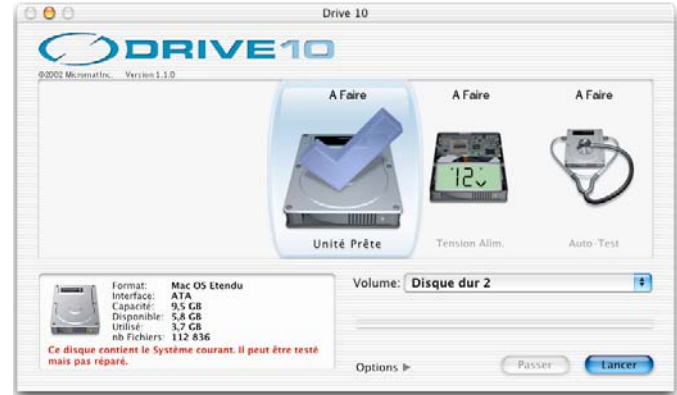 Drive 10
DRIVE10
©2002 Micromat Inc. Version 1.1.0
A Faire
A Faire
A Faire
12v
Unité Prête
Tension Alim.
Auto-Test
Format: Mac OS Etendu
Interface: ATA
Capacité: 9,5 GB
Disponible: 5,8 GB
Utilisé: 3,7 GB
nb Fichiers: 112 836
Ce disque contient le Système courant. Il peut être testé
mais pas réparé.
Volume: Disque dur 2
Options
Passer
Lancer